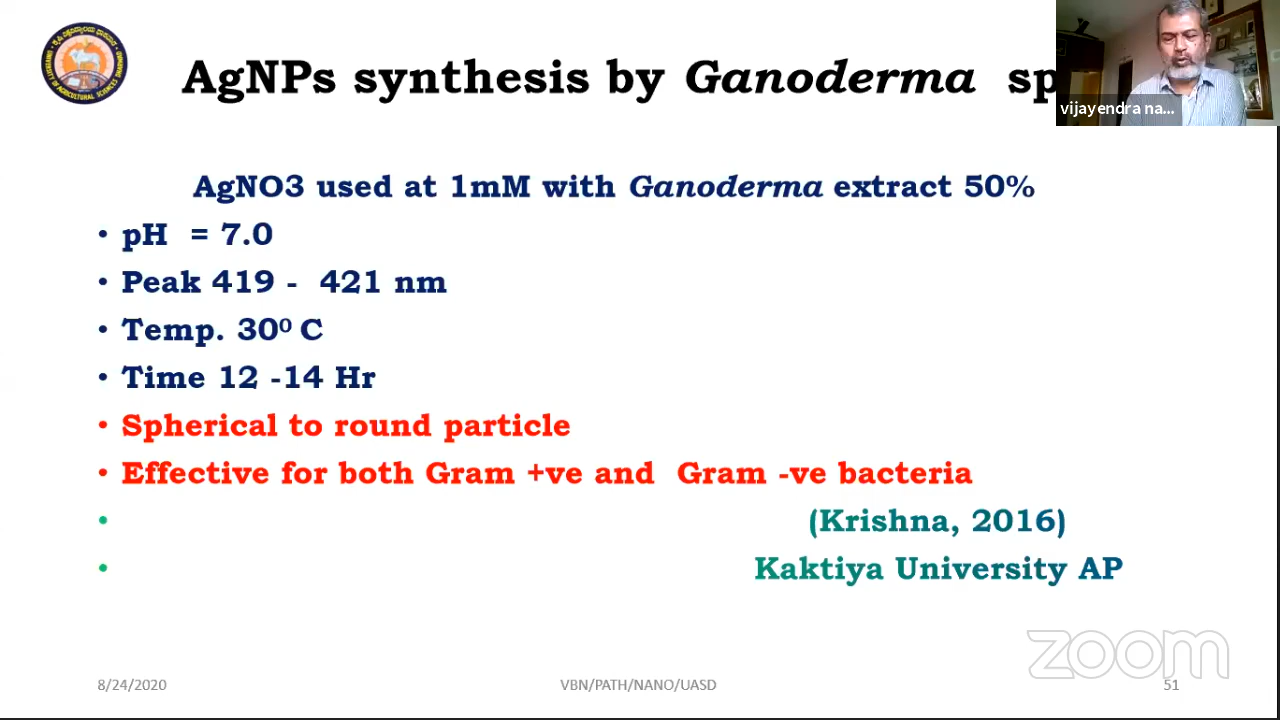 AgNPs synthesis by Ganoderma sp
vijayendra na...
AgNO3 used at 1mM with Ganoderma extract 50%
• pH = 7.0
• Peak 419 - 421 nm
• Temp. 30⁰ C
• Time 12 -14 Hr
• Spherical to round particle
• Effective for both Gram +ve and Gram -ve bacteria
• (Krishna, 2016)
• Kaktiya University AP
zoom
8/24/2020
VBN/PATH/NANO/UASD
51